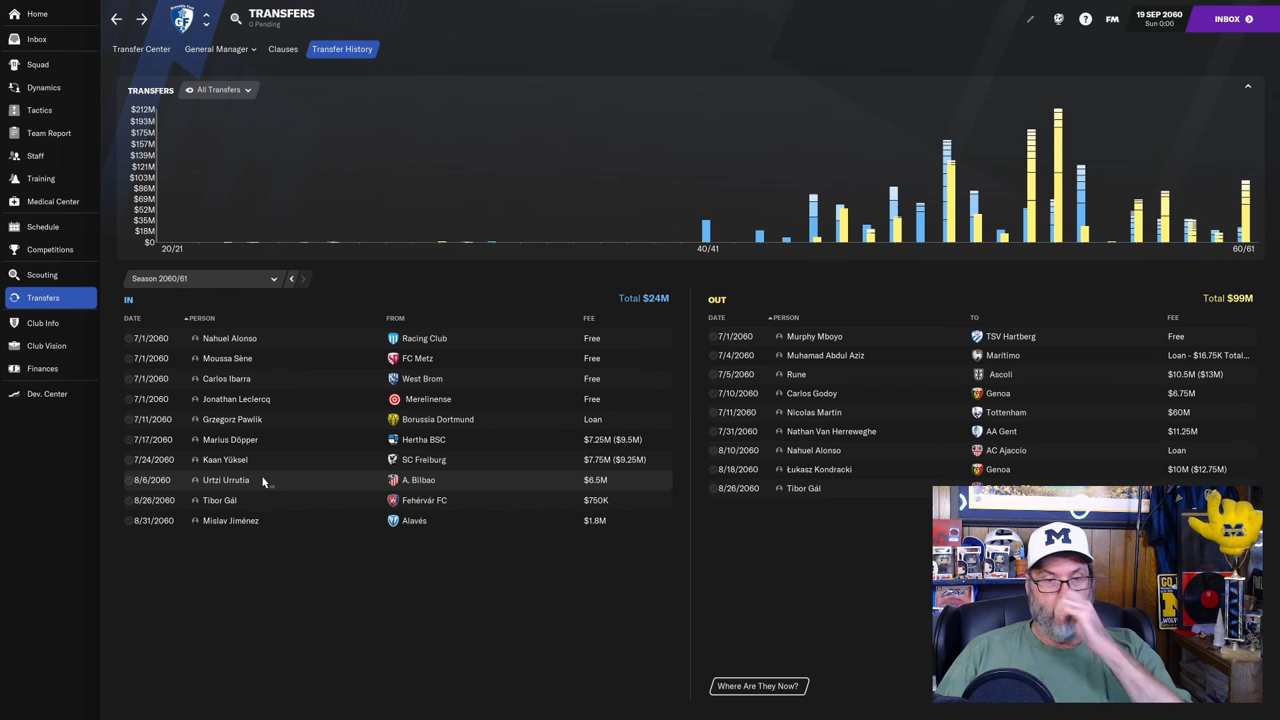 Home
TRANSFERS
0 Pending
19 SEP 2060
Sun 0:00
FM
INBOX
Inbox
Squad
Dynamics
Tactics
Team Report
Staff
Training
Medical Center
Schedule
Competitions
Scouting
Transfers
Club Info
Club Vision
Finances
Dev. Center
Transfer Center
General Manager
Clauses
Transfer History
TRANSFERS
All Transfers
$212M
$193M
$175M
$157M
$139M
$121M
$103M
$86M
$69M
$52M
$35M
$18M
$0
20/21
40/41
60/61
Season 2060/61
IN
Total $24M
DATE PERSON FROM FEE
7/1/2060 Nahuel Alonso Racing Club Free
7/1/2060 Moussa Sène FC Metz Free
7/1/2060 Carlos Ibarra West Brom Free
7/1/2060 Jonathan Leclercq Merelinense Free
7/11/2060 Grzegorz Pawlik Borussia Dortmund Loan
7/17/2060 Marius Döpper Hertha BSC $7.25M ($9.5M)
7/24/2060 Kaan Yüksel SC Freiburg $7.75M ($9.25M)
8/6/2060 Urtzi Urrutia A. Bilbao $6.5M
8/26/2060 Tibor Gál Fehérvár FC $750K
8/31/2060 Mislav Jiménez Alavés $1.8M
OUT
Total $99M
DATE PERSON TO FEE
7/1/2060 Murphy Mboyo TSV Hartberg Free
7/4/2060 Muhamad Abdul Aziz Marítimo Loan - $16.75K Total...
7/5/2060 Rune Ascoli $10.5M ($13M)
7/10/2060 Carlos Godoy Genoa $6.75M
7/11/2060 Nicolas Martin Tottenham $60M
7/31/2060 Nathan Van Herreweghe AA Gent $11.25M
8/10/2060 Nahuel Alonso AC Ajaccio Loan
8/18/2060 Łukasz Kondracki Genoa $10M ($12.75M)
8/26/2060 Tibor Gál
Where Are They Now?
M
M
GO
M